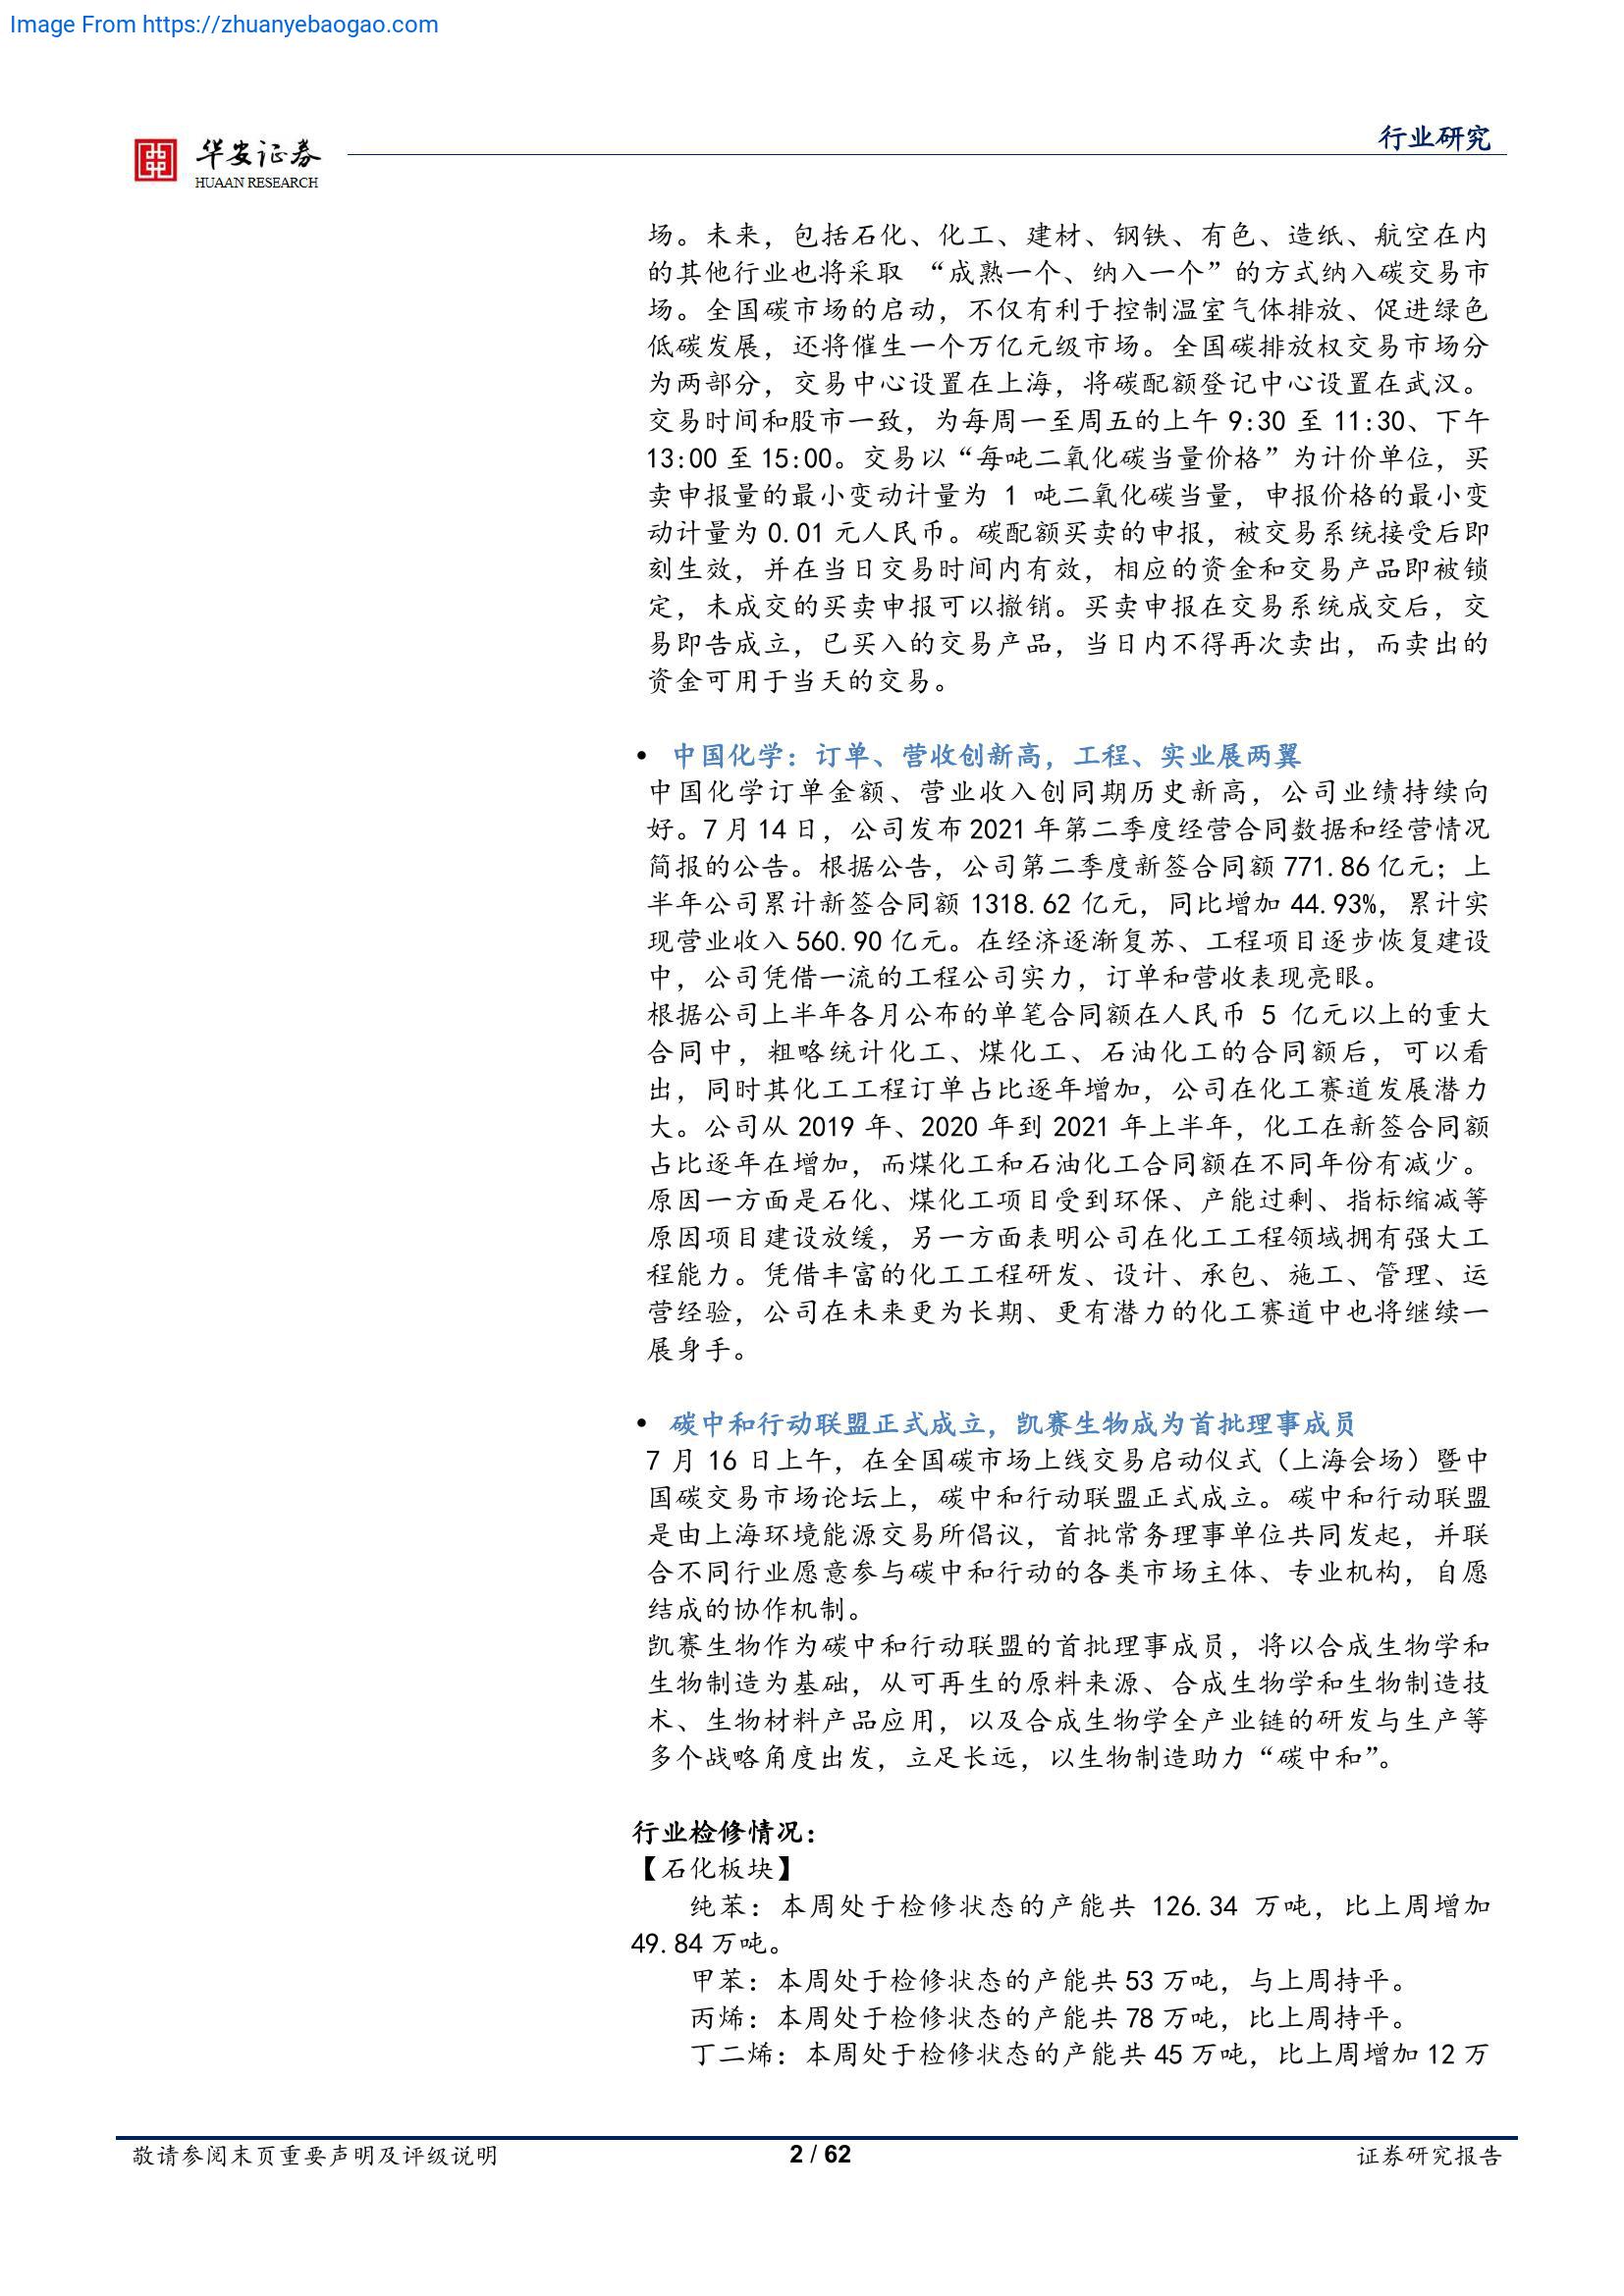 Image From https://zhuanyebaogao.com
华安证券
HUAAN RESEARCH
行业研究
场。未来，包括石化、化工、建材、钢铁、有色、造纸、航空在内
的其他行业也将采取 “成熟一个、纳入一个”的方式纳入碳交易市
场。全国碳市场的启动，不仅有利于控制温室气体排放、促进绿色
低碳发展，还将催生一个万亿元级市场。全国碳排放权交易市场分
为两部分，交易中心设置在上海，将碳配额登记中心设置在武汉。
交易时间和股市一致，为每周一至周五的上午 9:30 至 11:30、下午
13:00 至 15:00。交易以“每吨二氧化碳当量价格”为计价单位，买
卖申报量的最小变动计量为 1 吨二氧化碳当量，申报价格的最小变
动计量为 0.01 元人民币。碳配额买卖的申报，被交易系统接受后即
刻生效，并在当日交易时间内有效，相应的资金和交易产品即被锁
定，未成交的买卖申报可以撤销。买卖申报在交易系统成交后，交
易即告成立，已买入的交易产品，当日内不得再次卖出，而卖出的
资金可用于当天的交易。
• 中国化学：订单、营收创新高，工程、实业展两翼
中国化学订单金额、营业收入创同期历史新高，公司业绩持续向
好。7 月 14 日，公司发布 2021 年第二季度经营合同数据和经营情况
简报的公告。根据公告，公司第二季度新签合同额 771.86 亿元；上
半年公司累计新签合同额 1318.62 亿元，同比增加 44.93%，累计实
现营业收入 560.90 亿元。在经济逐渐复苏、工程项目逐步恢复建设
中，公司凭借一流的工程公司实力，订单和营收表现亮眼。
根据公司上半年各月公布的单笔合同额在人民币 5 亿元以上的重大
合同中，粗略统计化工、煤化工、石油化工的合同额后，可以看
出，同时其化工工程订单占比逐年增加，公司在化工赛道发展潜力
大。公司从 2019 年、2020 年到 2021 年上半年，化工在新签合同额
占比逐年在增加，而煤化工和石油化工合同额在不同年份有减少。
原因一方面是石化、煤化工项目受到环保、产能过剩、指标缩减等
原因项目建设放缓，另一方面表明公司在化工工程领域拥有强大工
程能力。凭借丰富的化工工程研发、设计、承包、施工、管理、运
营经验，公司在未来更为长期、更有潜力的化工赛道中也将继续一
展身手。
• 碳中和行动联盟正式成立，凯赛生物成为首批理事成员
7 月 16 日上午，在全国碳市场上线交易启动仪式（上海会场）暨中
国碳交易市场论坛上，碳中和行动联盟正式成立。碳中和行动联盟
是由上海环境能源交易所倡议，首批常务理事单位共同发起，并联
合不同行业愿意参与碳中和行动的各类市场主体、专业机构，自愿
结成的协作机制。
凯赛生物作为碳中和行动联盟的首批理事成员，将以合成生物学和
生物制造为基础，从可再生的原料来源、合成生物学和生物制造技
术、生物材料产品应用，以及合成生物学全产业链的研发与生产等
多个战略角度出发，立足长远，以生物制造助力“碳中和”。
行业检修情况：
【石化板块】
纯苯：本周处于检修状态的产能共 126.34 万吨，比上周增加
49.84 万吨。
甲苯：本周处于检修状态的产能共 53 万吨，与上周持平。
丙烯：本周处于检修状态的产能共 78 万吨，比上周持平。
丁二烯：本周处于检修状态的产能共 45 万吨，比上周增加 12 万
敬请参阅末页重要声明及评级说明
2 / 62
证券研究报告